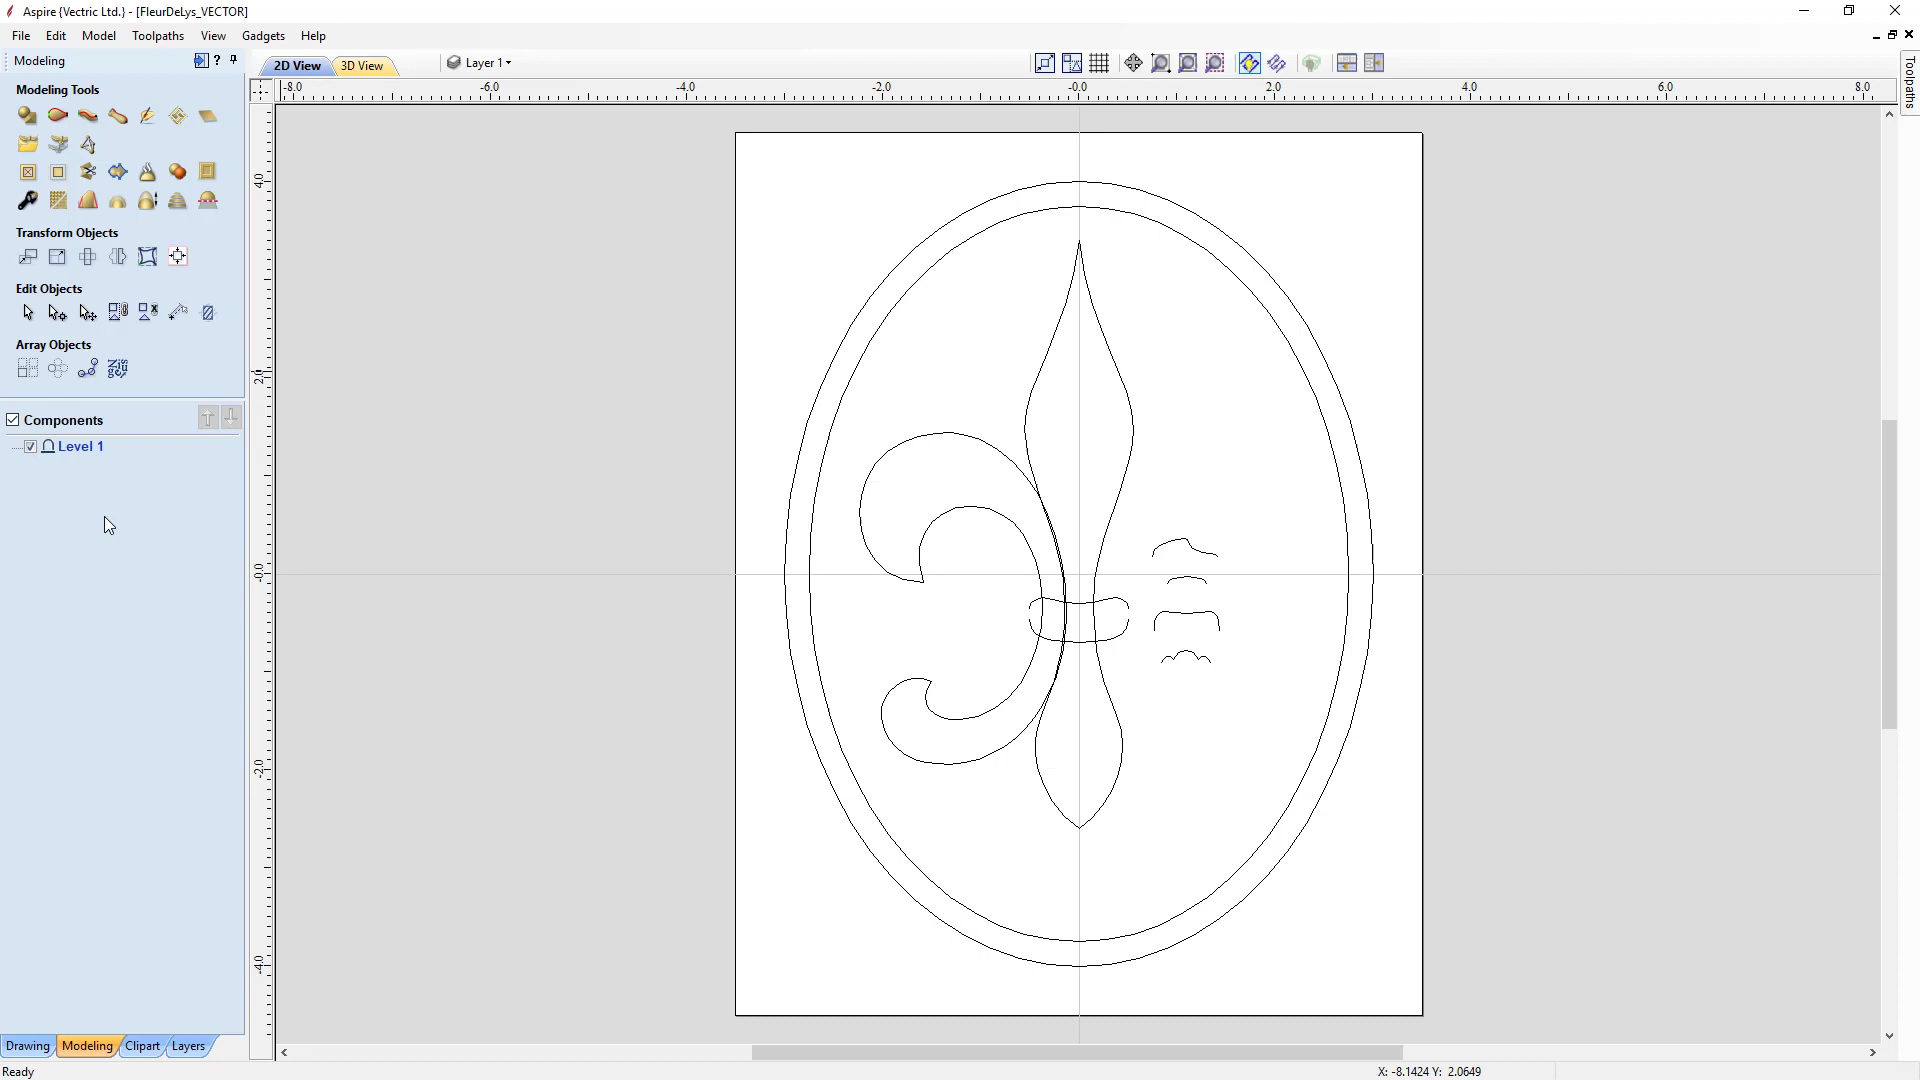 Aspire {Vectric Ltd.} - [FleurDeLys_VECTOR]
File Edit Model Toolpaths View Gadgets Help
Modeling ?
2D View 3D View Layer 1
Toolpaths
-8.0 -6.0 -4.0 -2.0 -0.0 2.0 4.0 6.0 8.0
Modeling Tools
Transform Objects
Edit Objects
Array Objects
Components
Level 1
4.0
2.0
-0.0
-2.0
-4.0
Drawing Modeling Clipart Layers
Ready X: -8.1424 Y: 2.0649